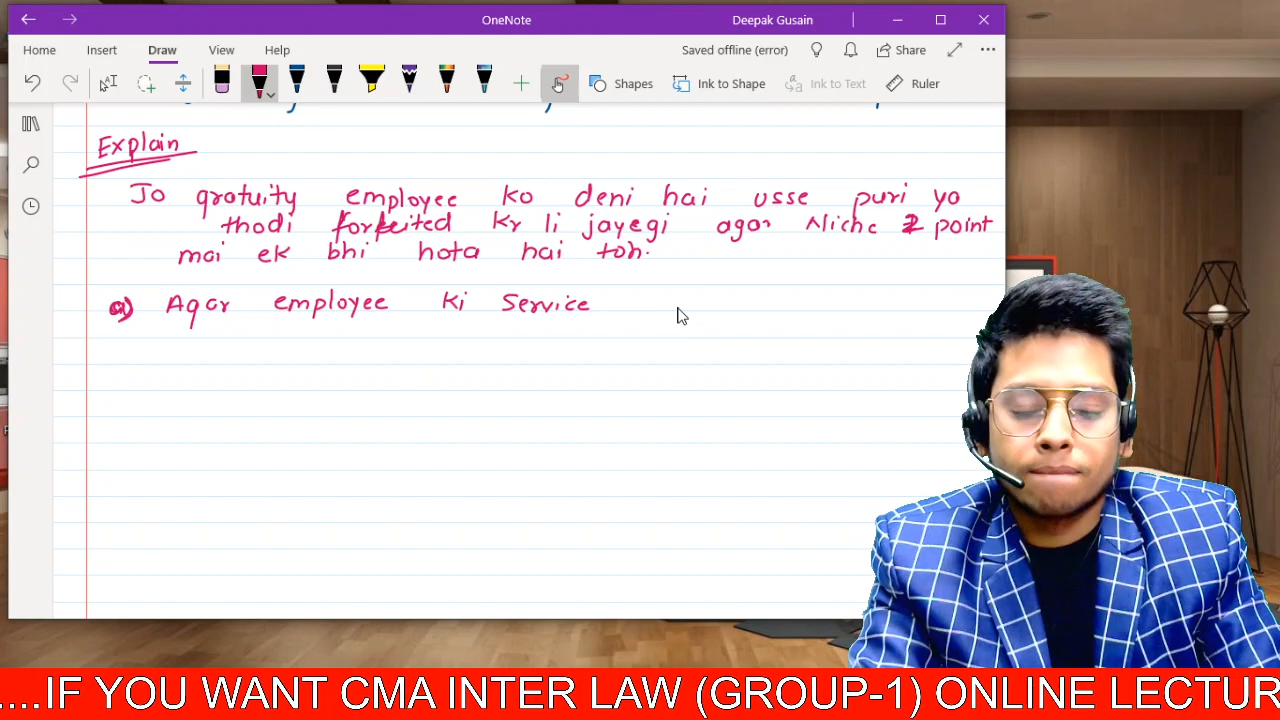 OneNote
Deepak Gusain
Home Insert Draw View Help
Saved offline (error)
Share
Shapes
Ink to Shape
Ink to Text
Ruler
Explain
Jo gratuity employee ko deni hai usse puri ya
thodi forfeited kr li jayegi agar Niche 2 point
mai ek bhi hota hai toh.
a) Agar employee ki Service
....IF YOU WANT CMA INTER LAW (GROUP-1) ONLINE LECTUR